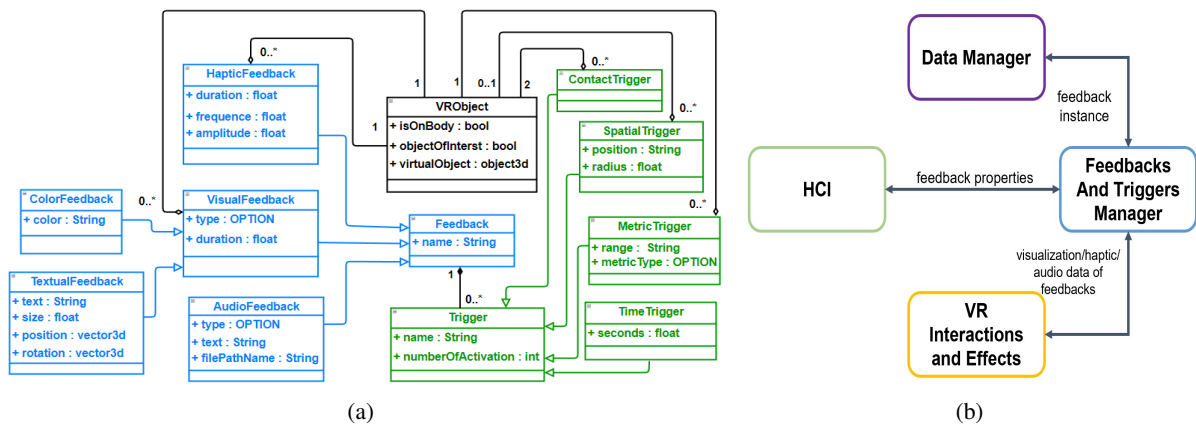 0..*
HapticFeedback
+ duration : float
+ frequence : float
+ amplitude : float
1
1
1
0..1
2
0..*
ContactTrigger
VRObject
+ isOnBody : bool
+ objectOfInterst : bool
+ virtualObject : object3d
0..*
SpatialTrigger
+ position : String
+ radius : float
ColorFeedback
+ color : String
0..*
VisualFeedback
+ type : OPTION
+ duration : float
Feedback
+ name : String
0..*
MetricTrigger
+ range : String
+ metricType : OPTION
TextualFeedback
+ text : String
+ size : float
+ position : vector3d
+ rotation : vector3d
AudioFeedback
+ type : OPTION
+ text : String
+ filePathName : String
1
0..*
Trigger
+ name : String
+ numberOfActivation : int
TimeTrigger
+ seconds : float
(a)
Data Manager
feedback
instance
HCI
feedback properties
Feedbacks
And Triggers
Manager
visualization/haptic/
audio data of
feedbacks
VR
Interactions
and Effects
(b)